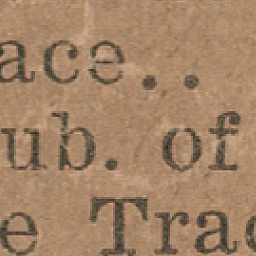 ace..
ub. of
e Trac